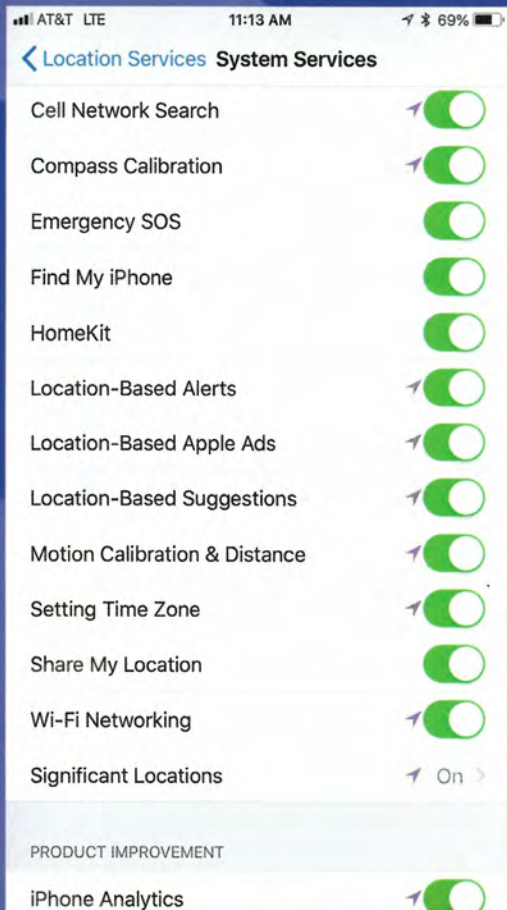 AT&T LTE 11:13 AM 69%
Location Services System Services
Cell Network Search
Compass Calibration
Emergency SOS
Find My iPhone
HomeKit
Location-Based Alerts
Location-Based Apple Ads
Location-Based Suggestions
Motion Calibration & Distance
Setting Time Zone
Share My Location
Wi-Fi Networking
Significant Locations On
PRODUCT IMPROVEMENT
iPhone Analytics